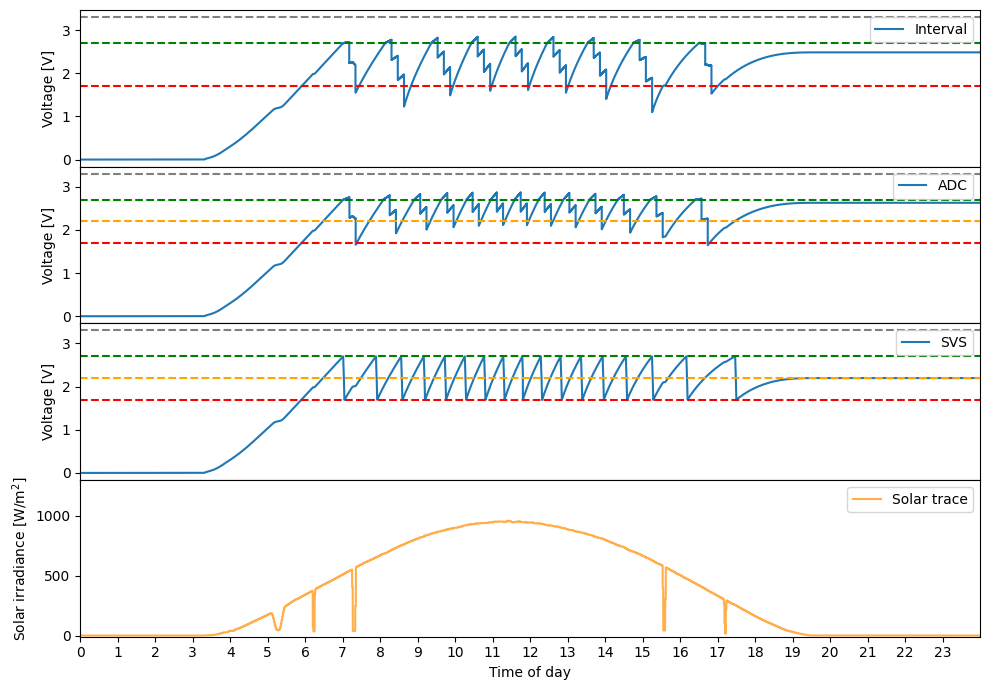 3
2
1
0
Voltage [V]
Interval
3
2
1
0
Voltage [V]
ADC
3
2
1
0
Voltage [V]
SVS
1000
500
0
Solar irradiance [W/m²]
Solar trace
0 1 2 3 4 5 6 7 8 9 10 11 12 13 14 15 16 17 18 19 20 21 22 23
Time of day